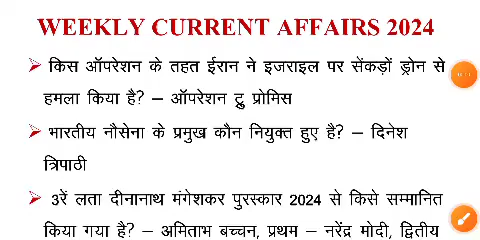 WEEKLY CURRENT AFFAIRS 2024
➢ किस ऑपरेशन के तहत ईरान ने इजराइल पर सेंकड़ों ड्रोन से
हमला किया है? – ऑपरेशन ट्रु प्रोमिस
➢ भारतीय नौसेना के प्रमुख कौन नियुक्त हुए है? – दिनेश
त्रिपाठी
➢ 3रें लता दीनानाथ मंगेशकर पुरस्कार 2024 से किसे सम्मानित
किया गया है? – अमिताभ बच्चन, प्रथम – नरेंद्र मोदी, द्वितीय